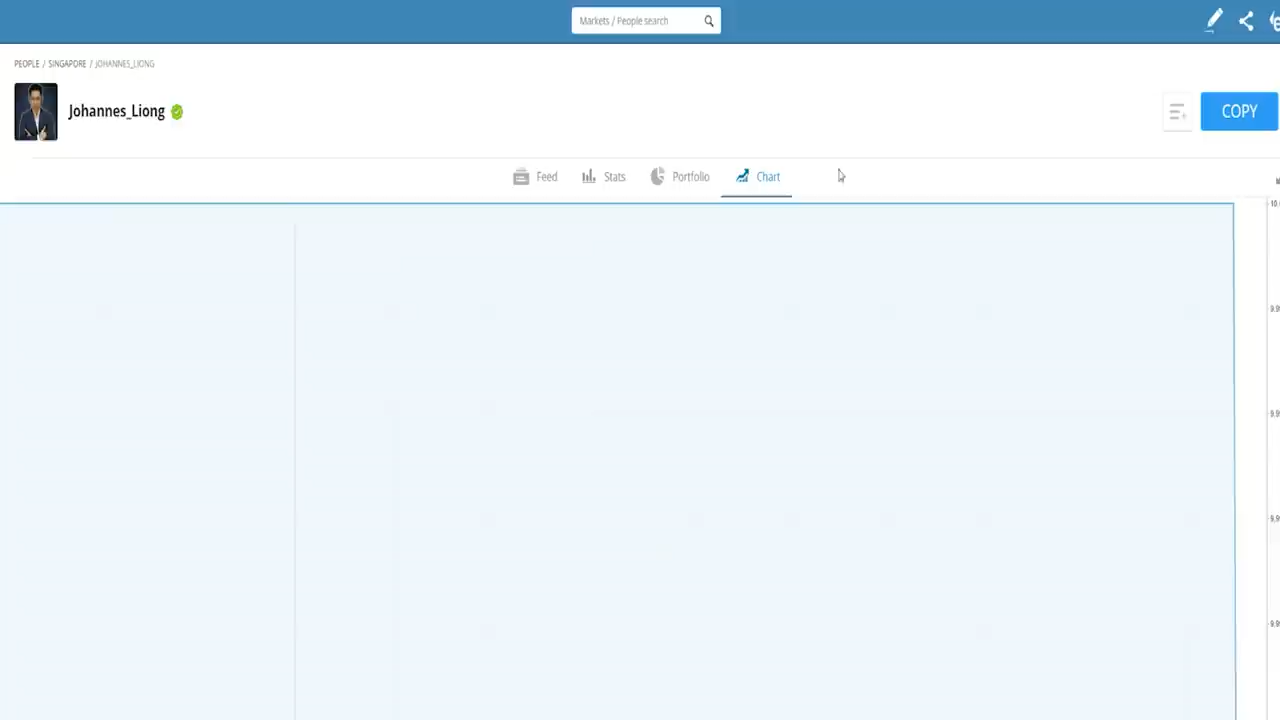 Markets / People search
PEOPLE / SINGAPORE / JOHANNES_LIONG
Johannes_Liong
COPY
Feed Stats Portfolio Chart